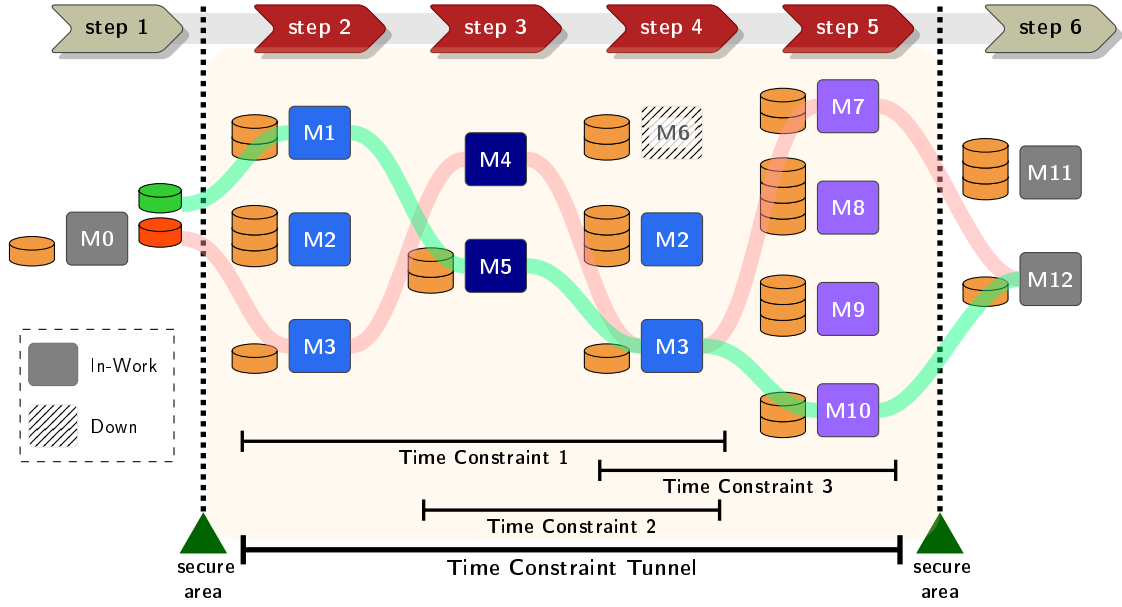 step 1
step 2
step 3
step 4
step 5
step 6
M0
M1
M2
M3
M4
M5
M6
M2
M3
M7
M8
M9
M10
M11
M12
In-Work
Down
Time Constraint 1
Time Constraint 3
Time Constraint 2
Time Constraint Tunnel
secure
area
secure
area